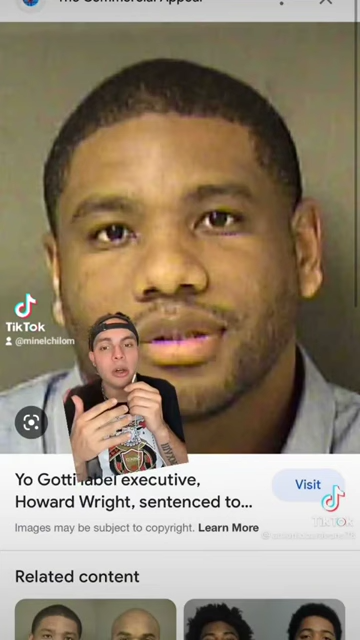 The Commercial Appeal
TikTok
@minelchilom
Yo Gotti label executive,
Howard Wright, sentenced to...
Visit
TikTok
Images may be subject to copyright. Learn More
Related content